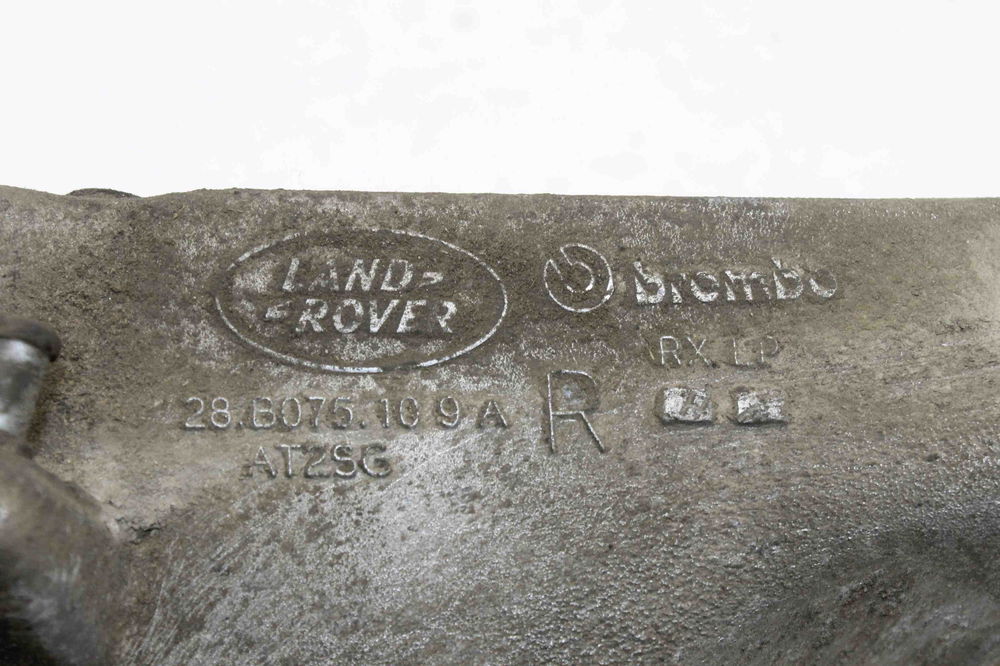 LAND
ROVER
brembo
RX LP
28.B075.10 9 A
R
AT2SG